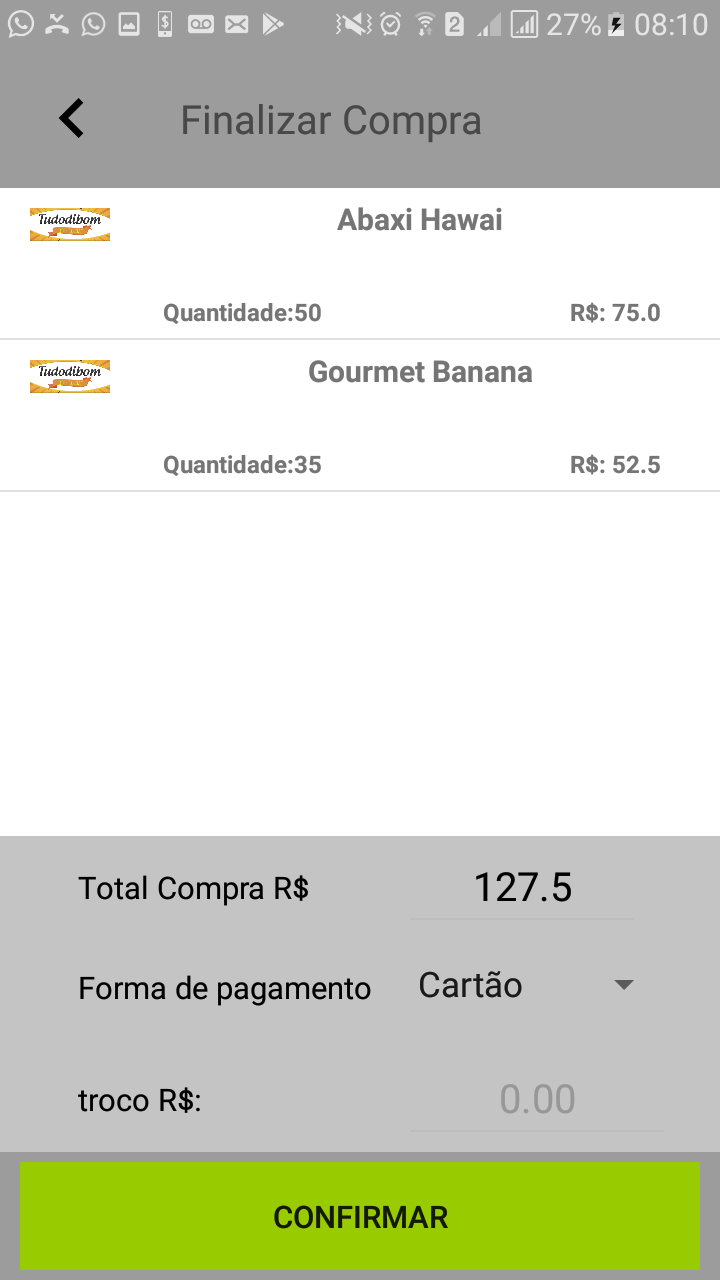 2 27% 08:10
Finalizar Compra
Tudodibom
Abaxi Hawai
Quantidade:50 R$: 75.0
Tudodibom
Gourmet Banana
Quantidade:35 R$: 52.5
Total Compra R$ 127.5
Forma de pagamento Cartão
troco R$: 0.00
CONFIRMAR